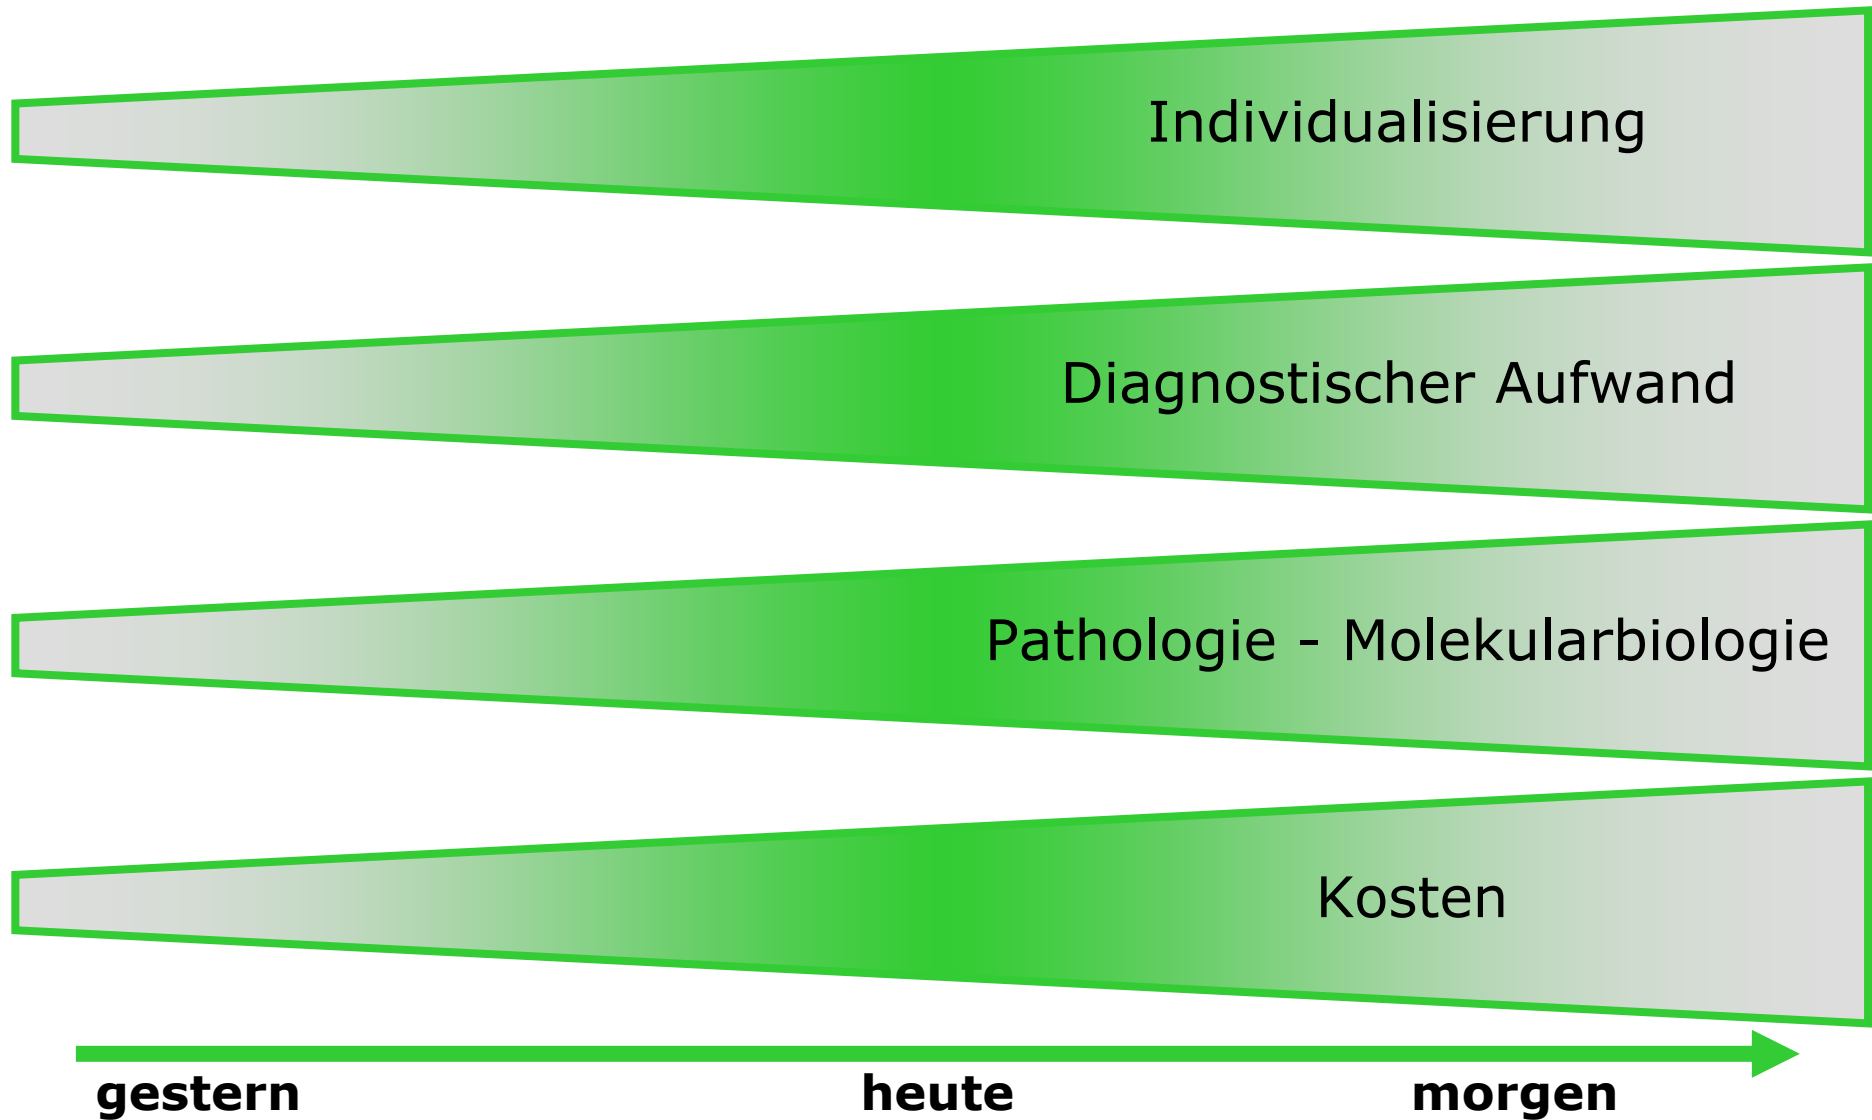 Individualisierung
Diagnostischer Aufwand
Pathologie - Molekularbiologie
Kosten
gestern heute morgen